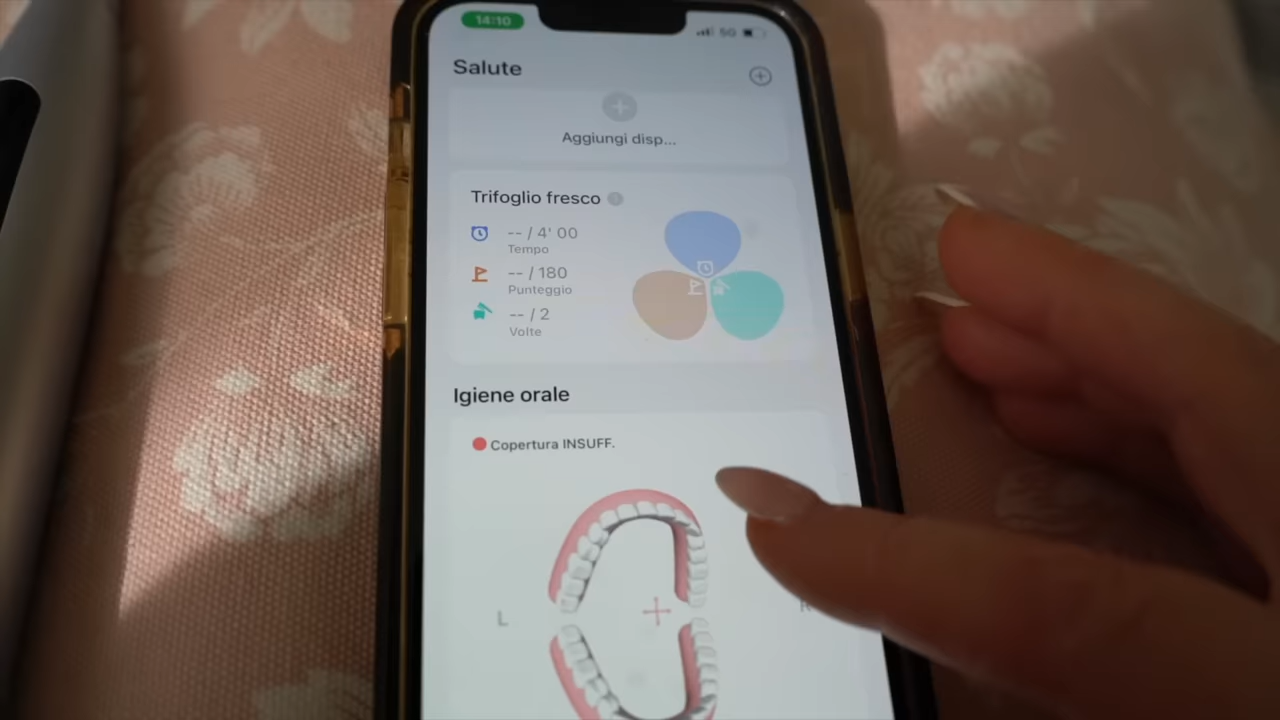 14:10
5G
Salute
Aggiungi disp...
Trifoglio fresco
-- / 4' 00
Tempo
-- / 180
Punteggio
-- / 2
Volte
Igiene orale
Copertura INSUFF.
L
R